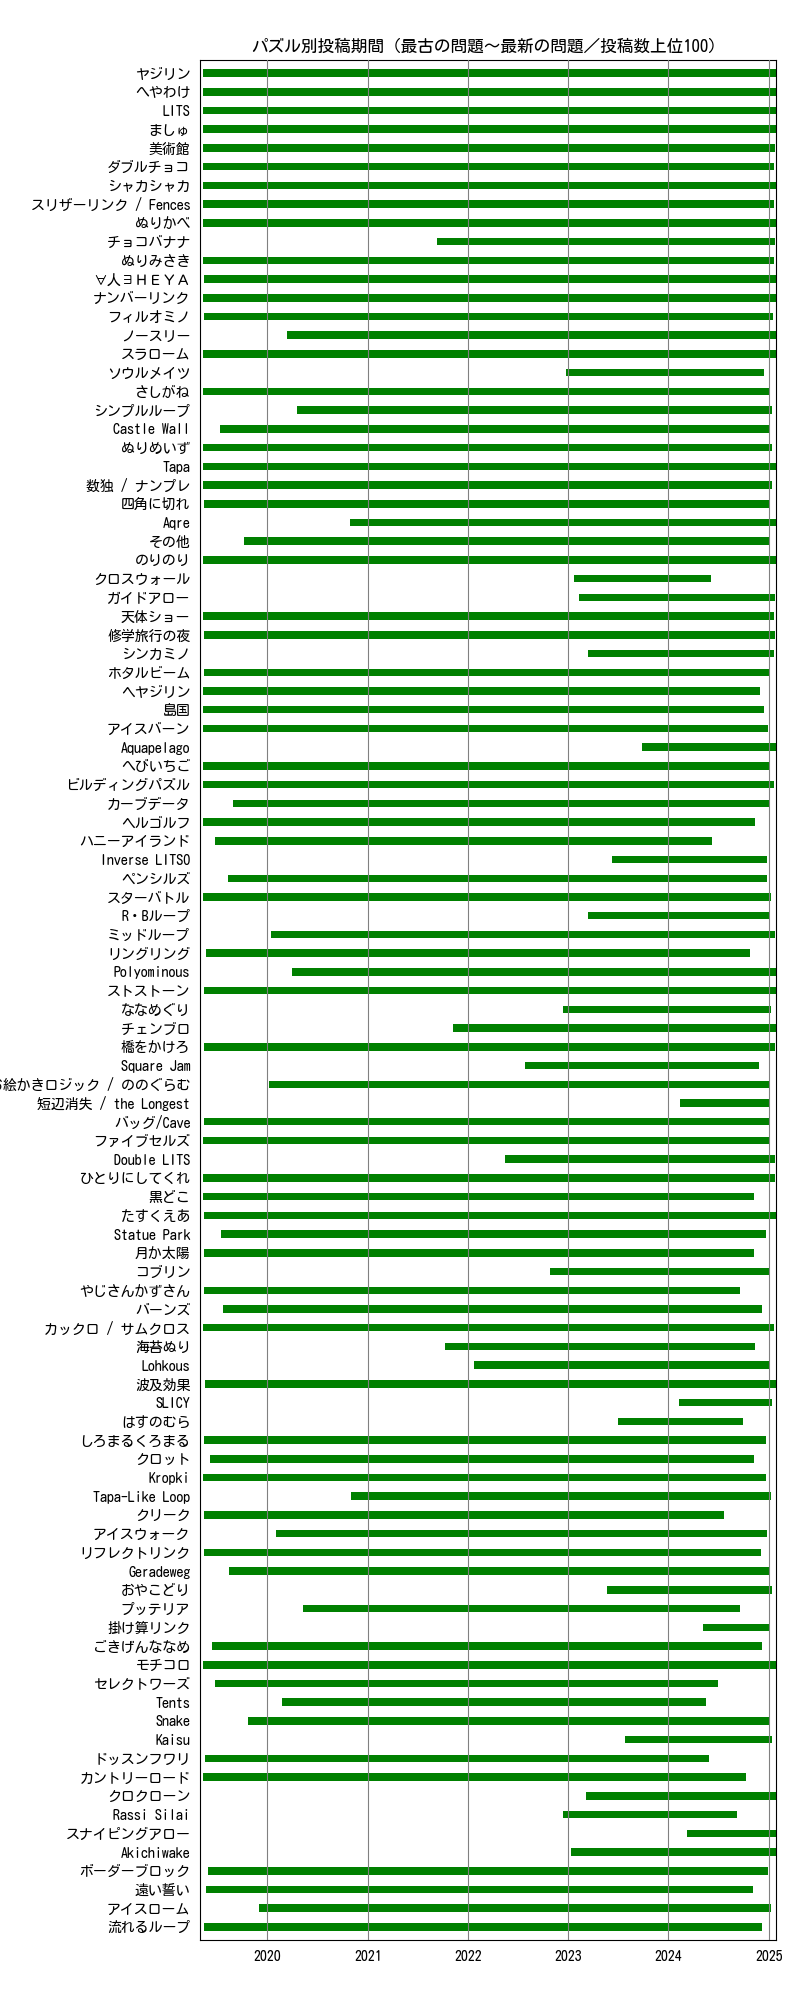 パズル別投稿期間（最古の問題～最新の問題／投稿数上位100）
ヤジリン
へやわけ
LITS
ましゅ
美術館
ダブルチョコ
シャカシャカ
スリザーリンク / Fences
ぬりかべ
チョコバナナ
ぬりみさき
∀人∃ＨＥＹＡ
ナンバーリンク
フィルオミノ
ノースリー
スラローム
ソウルメイツ
さしがね
シンプルループ
Castle Wall
ぬりめいず
Tapa
数独 / ナンプレ
四角に切れ
Aqre
その他
のりのり
クロスウォール
ガイドアロー
天体ショー
修学旅行の夜
シンカミノ
ホタルビーム
ヘヤジリン
島国
アイスバーン
Aquapelago
へびいちご
ビルディングパズル
カーブデータ
ヘルゴルフ
ハニーアイランド
Inverse LITSO
ペンシルズ
スターバトル
R・Bループ
ミッドループ
リングリング
Polyominous
ストストーン
ななめぐり
チェンブロ
橋をかけろ
Square Jam
絵かきロジック / ののぐらむ
短辺消失 / the Longest
バッグ/Cave
ファイブセルズ
Double LITS
ひとりにしてくれ
黒どこ
たすくえあ
Statue Park
月か太陽
コブリン
やじさんかずさん
バーンズ
カックロ / サムクロス
海苔ぬり
Lohkous
波及効果
SLICY
はすのむら
しろまるくろまる
クロット
Kropki
Tapa-Like Loop
クリーク
アイスウォーク
リフレクトリンク
Geradeweg
おやこどり
プッテリア
掛け算リンク
ごきげんななめ
モチコロ
セレクトワーズ
Tents
Snake
Kaisu
ドッスンフワリ
カントリーロード
クロクローン
Rassi Silai
スナイピングアロー
Akichiwake
ボーダーブロック
遠い誓い
アイスローム
流れるループ
2020 2021 2022 2023 2024 2025